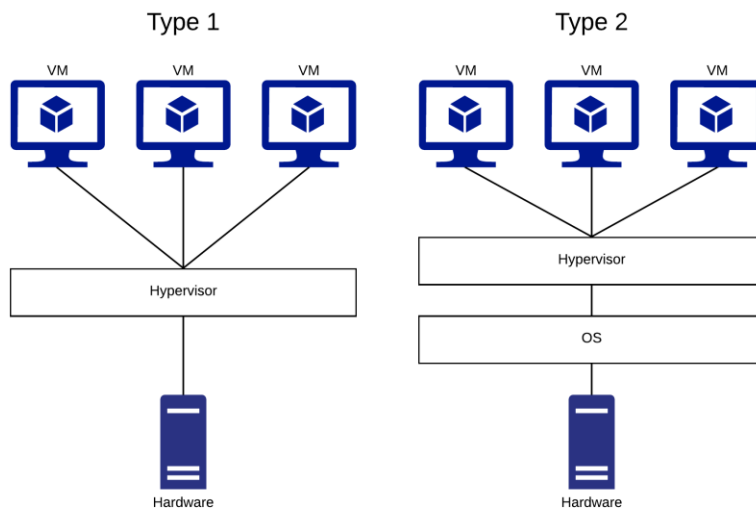 Type 1
VM
VM
VM
Hypervisor
Hardware
Type 2
VM
VM
VM
Hypervisor
OS
Hardware